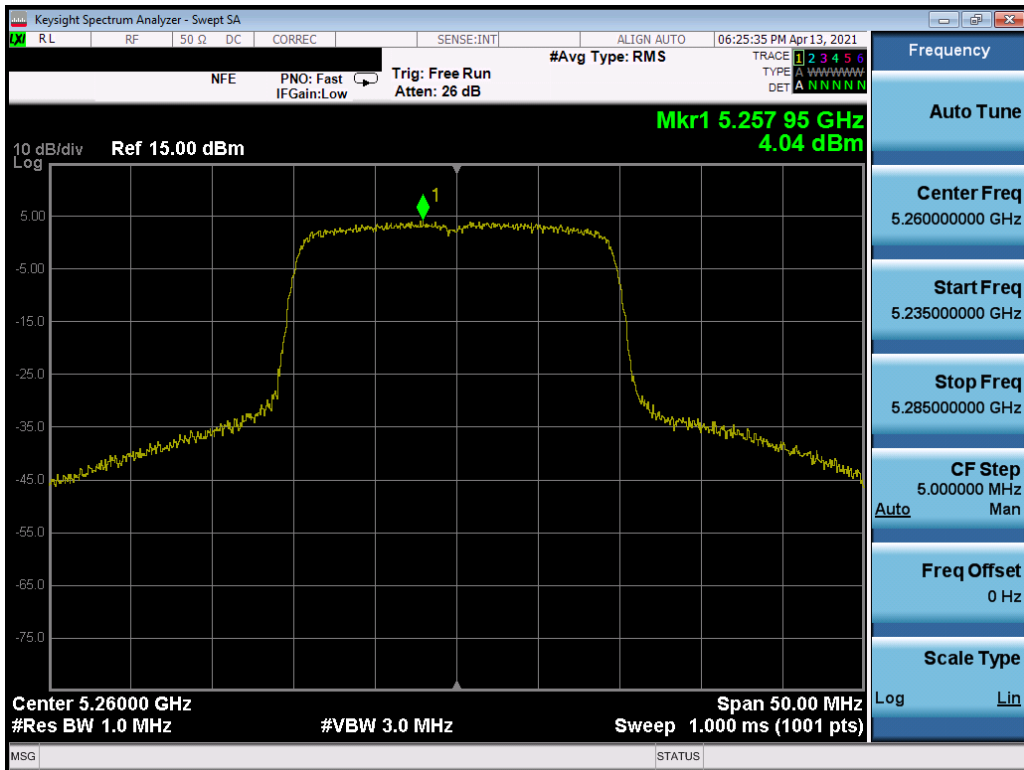 Keysight Spectrum Analyzer - Swept SA
LXI RL RF 50 Ω DC CORREC SENSE:INT ALIGN AUTO 06:25:35 PM Apr 13, 2021
#Avg Type: RMS
TRACE 1 2 3 4 5 6
TYPE A WWWWW
DET A N N N N N
NFE
PNO: Fast
IFGain:Low
Trig: Free Run
Atten: 26 dB
Mkr1 5.257 95 GHz
4.04 dBm
10 dB/div
Log
Ref 15.00 dBm
1
5.00
-5.00
-15.0
-25.0
-35.0
-45.0
-55.0
-65.0
-75.0
Center 5.26000 GHz
Span 50.00 MHz
#Res BW 1.0 MHz
#VBW 3.0 MHz
Sweep 1.000 ms (1001 pts)
MSG
STATUS
Frequency
Auto Tune
Center Freq
5.260000000 GHz
Start Freq
5.235000000 GHz
Stop Freq
5.285000000 GHz
CF Step
5.000000 MHz
Auto Man
Freq Offset
0 Hz
Scale Type
Log Lin